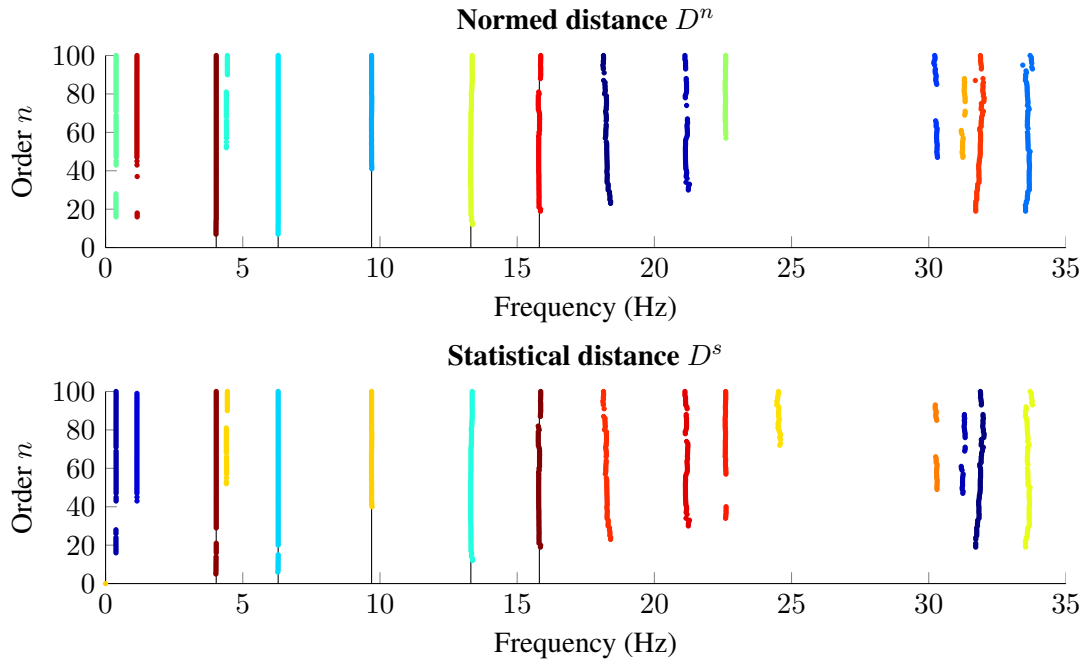 Normed distance Dⁿ
100
80
60
40
20
0
Order n
0 5 10 15 20 25 30 35
Frequency (Hz)
Statistical distance Dˢ
100
80
60
40
20
0
Order n
0 5 10 15 20 25 30 35
Frequency (Hz)